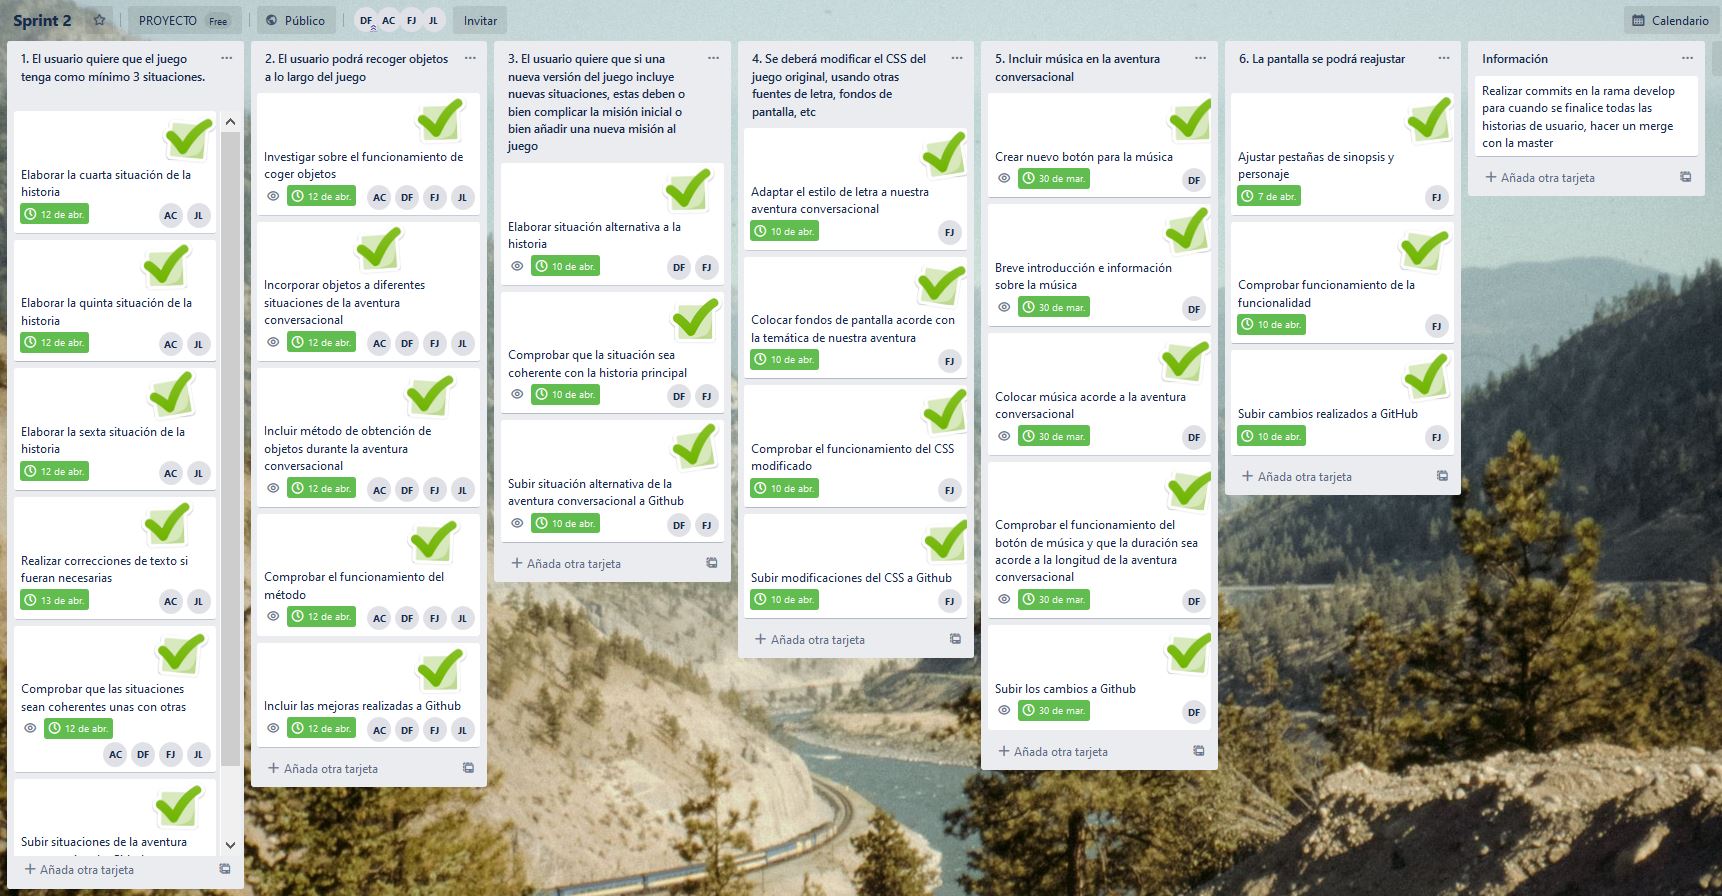 Sprint 2
PROYECTO Free
Público
DF AC FJ JL
Invitar
Calendario
1. El usuario quiere que el juego
tenga como mínimo 3 situaciones.
Elaborar la cuarta situación de la
historia
12 de abr.
AC JL
Elaborar la quinta situación de la
historia
12 de abr.
AC JL
Elaborar la sexta situación de la
historia
12 de abr.
AC JL
Realizar correcciones de texto si
fueran necesarias
13 de abr.
AC JL
Comprobar que las situaciones
sean coherentes unas con otras
12 de abr.
AC DF FJ JL
Subir situaciones de la aventura
Añada otra tarjeta
2. El usuario podrá recoger objetos
a lo largo del juego
Investigar sobre el funcionamiento de
coger objetos
12 de abr.
AC DF FJ JL
Incorporar objetos a diferentes
situaciones de la aventura
conversacional
12 de abr.
AC DF FJ JL
Incluir método de obtención de
objetos durante la aventura
conversacional
12 de abr.
AC DF FJ JL
Comprobar el funcionamiento del
método
12 de abr.
AC DF FJ JL
Incluir las mejoras realizadas a Github
12 de abr.
AC DF FJ JL
Añada otra tarjeta
3. El usuario quiere que si una
nueva versión del juego incluye
nuevas situaciones, estas deben o
bien complicar la misión inicial o
bien añadir una nueva misión al
juego
Elaborar situación alternativa a la
historia
10 de abr.
DF FJ
Comprobar que la situación sea
coherente con la historia principal
10 de abr.
DF FJ
Subir situación alternativa de la
aventura conversacional a Github
10 de abr.
DF FJ
Añada otra tarjeta
4. Se deberá modificar el CSS del
juego original, usando otras
fuentes de letra, fondos de
pantalla, etc
Adaptar el estilo de letra a nuestra
aventura conversacional
10 de abr.
FJ
Colocar fondos de pantalla acorde con
la temática de nuestra aventura
10 de abr.
FJ
Comprobar el funcionamiento del CSS
modificado
10 de abr.
FJ
Subir modificaciones del CSS a Github
10 de abr.
FJ
Añada otra tarjeta
5. Incluir música en la aventura
conversacional
Crear nuevo botón para la música
30 de mar.
DF
Breve introducción e información
sobre la música
30 de mar.
DF
Colocar música acorde a la aventura
conversacional
30 de mar.
DF
Comprobar el funcionamiento del
botón de música y que la duración sea
acorde a la longitud de la aventura
conversacional
30 de mar.
DF
Subir los cambios a Github
30 de mar.
DF
Añada otra tarjeta
6. La pantalla se podrá reajustar
Ajustar pestañas de sinopsis y
personaje
7 de abr.
FJ
Comprobar funcionamiento de la
funcionalidad
10 de abr.
FJ
Subir cambios realizados a GitHub
10 de abr.
FJ
Añada otra tarjeta
Información
Realizar commits en la rama develop
para cuando se finalice todas las
historias de usuario, hacer un merge
con la master
Añada otra tarjeta